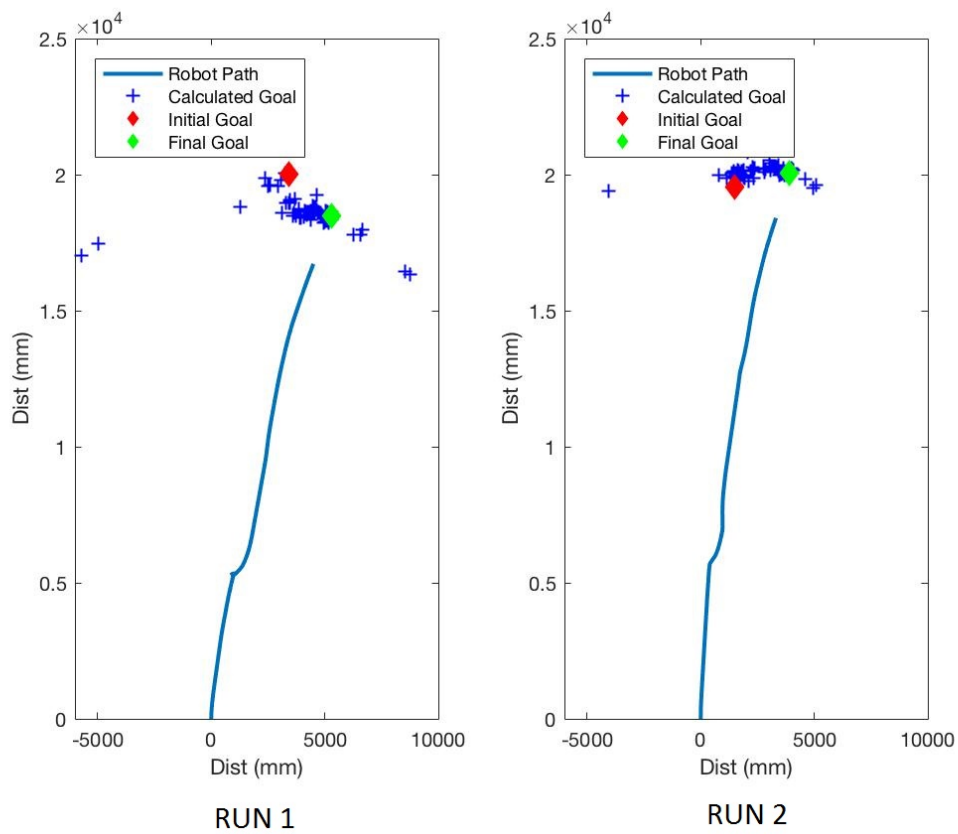 ×10⁴
2.5
2
1.5
1
0.5
0
-5000 0 5000 10000
Dist (mm)
Dist (mm)
Robot Path
Calculated Goal
Initial Goal
Final Goal
RUN 1
×10⁴
2.5
2
1.5
1
0.5
0
-5000 0 5000 10000
Dist (mm)
Dist (mm)
Robot Path
Calculated Goal
Initial Goal
Final Goal
RUN 2